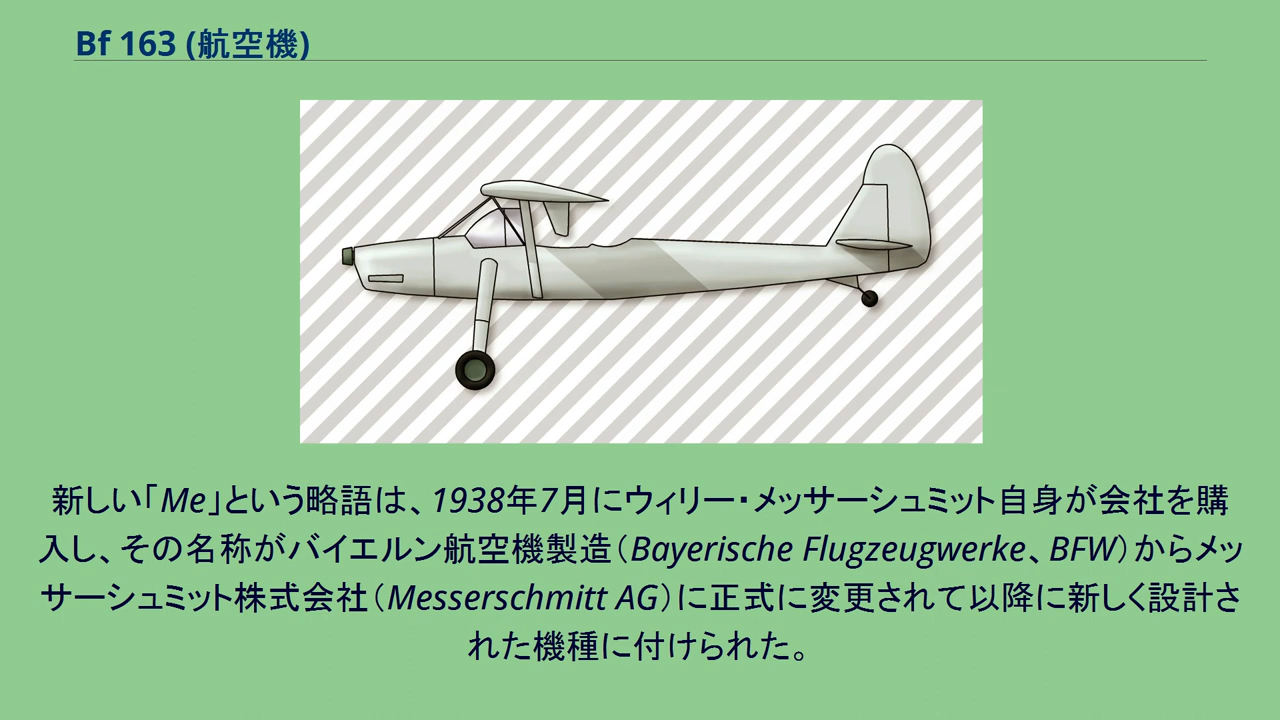 Bf 163 (航空機)
新しい「Me」という略語は、1938年7月にウィリー・メッサーシュミット自身が会社を購
入し、その名称がバイエルン航空機製造（Bayerische Flugzeugwerke、BFW）からメッ
サーシュミット株式会社（Messerschmitt AG）に正式に変更されて以降に新しく設計さ
れた機種に付けられた。